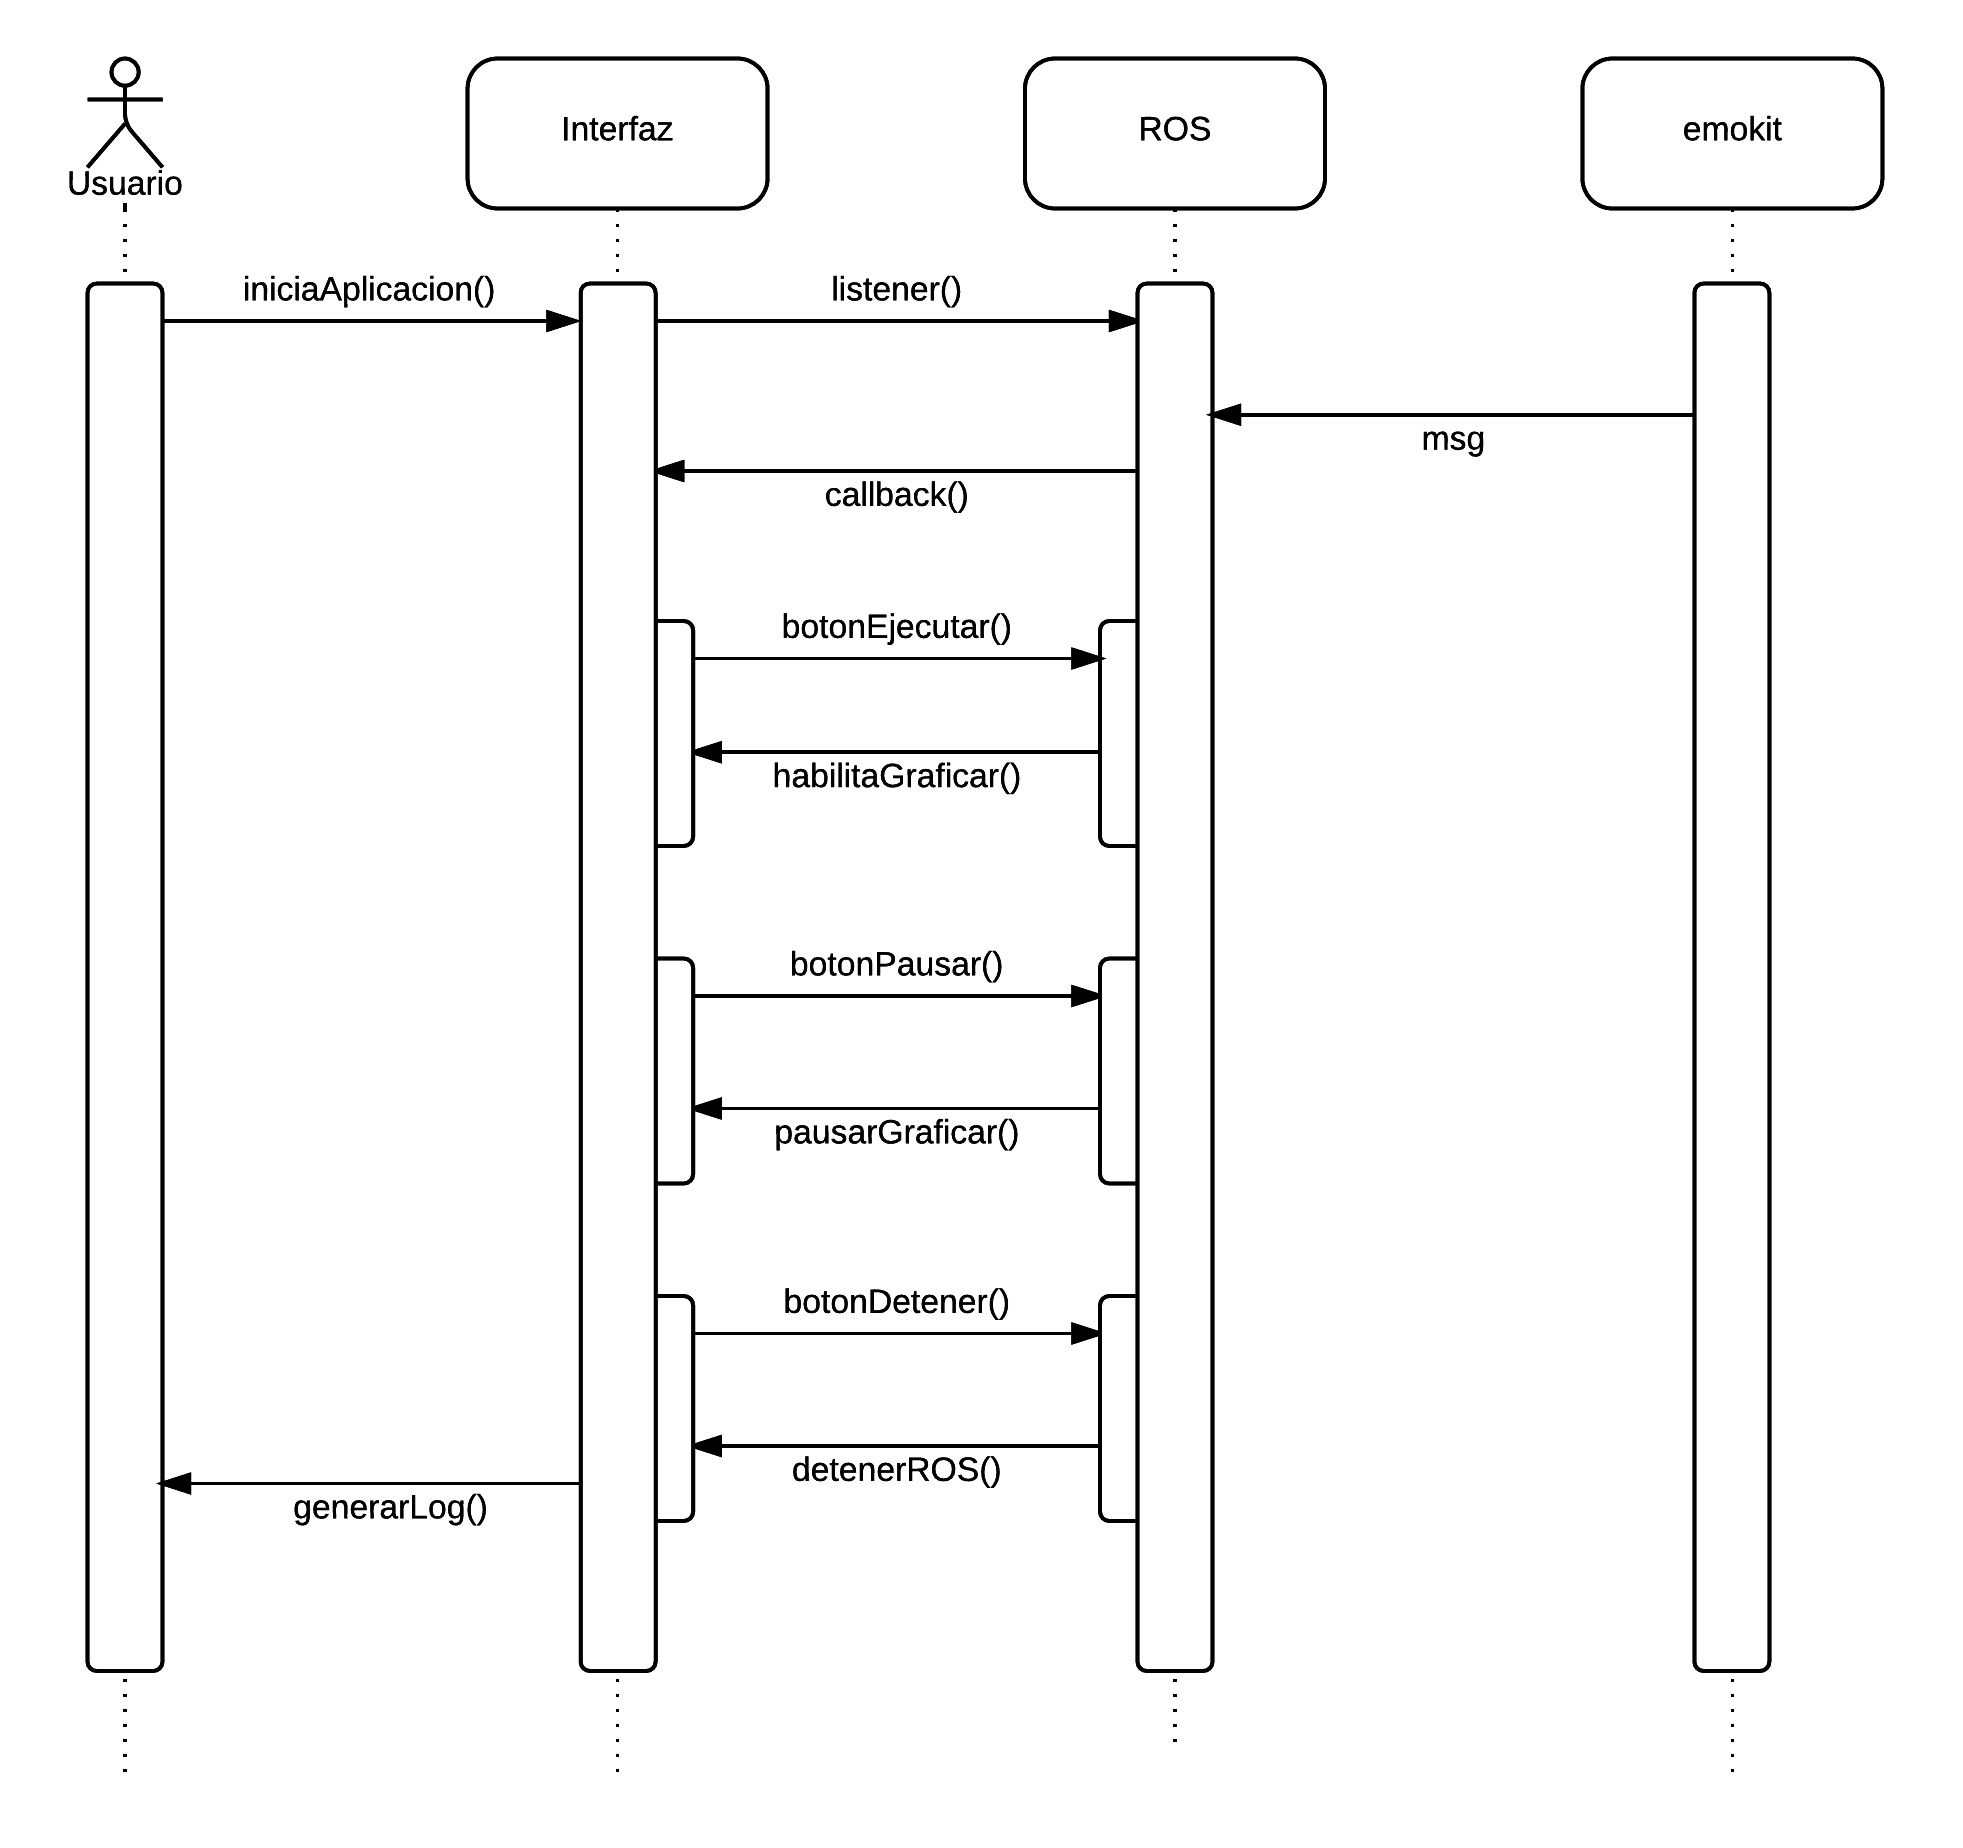 Usuario
Interfaz
ROS
emokit
iniciaAplicacion()
listener()
msg
callback()
botonEjecutar()
habilitaGraficar()
botonPausar()
pausarGraficar()
botonDetener()
detenerROS()
generarLog()